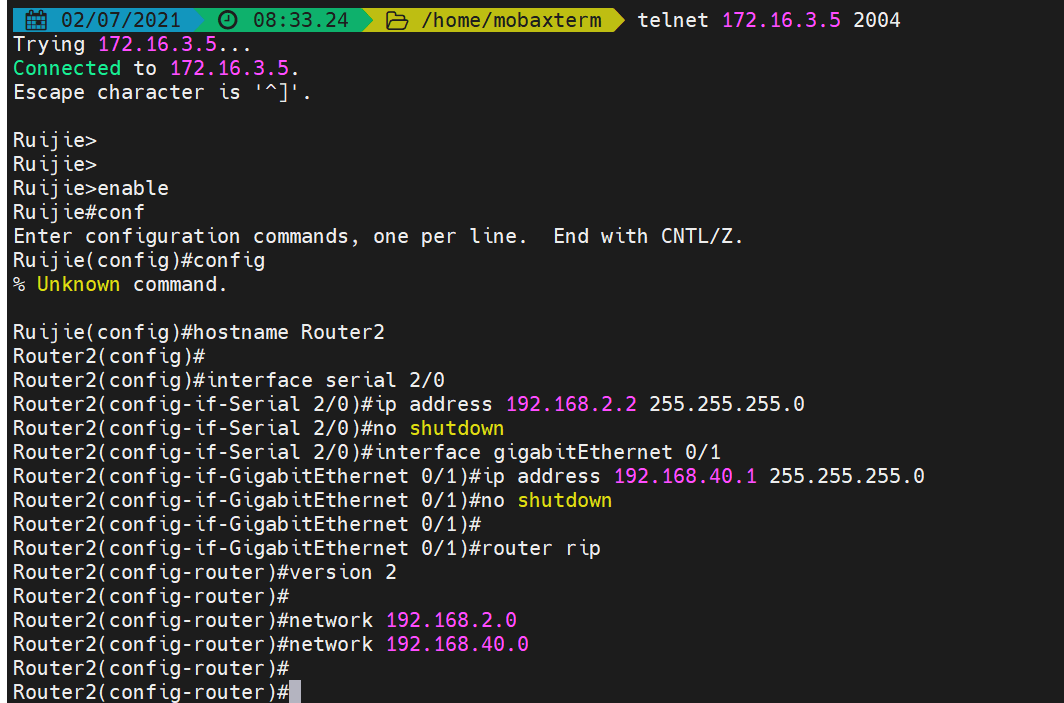 02/07/2021 08:33.24 /home/mobaxterm telnet 172.16.3.5 2004
Trying 172.16.3.5...
Connected to 172.16.3.5.
Escape character is '^]'.
Ruijie>
Ruijie>
Ruijie>enable
Ruijie#conf
Enter configuration commands, one per line.  End with CNTL/Z.
Ruijie(config)#config
% Unknown command.
Ruijie(config)#hostname Router2
Router2(config)#
Router2(config)#interface serial 2/0
Router2(config-if-Serial 2/0)#ip address 192.168.2.2 255.255.255.0
Router2(config-if-Serial 2/0)#no shutdown
Router2(config-if-Serial 2/0)#interface gigabitEthernet 0/1
Router2(config-if-GigabitEthernet 0/1)#ip address 192.168.40.1 255.255.255.0
Router2(config-if-GigabitEthernet 0/1)#no shutdown
Router2(config-if-GigabitEthernet 0/1)#
Router2(config-if-GigabitEthernet 0/1)#router rip
Router2(config-router)#version 2
Router2(config-router)#
Router2(config-router)#network 192.168.2.0
Router2(config-router)#network 192.168.40.0
Router2(config-router)#
Router2(config-router)#